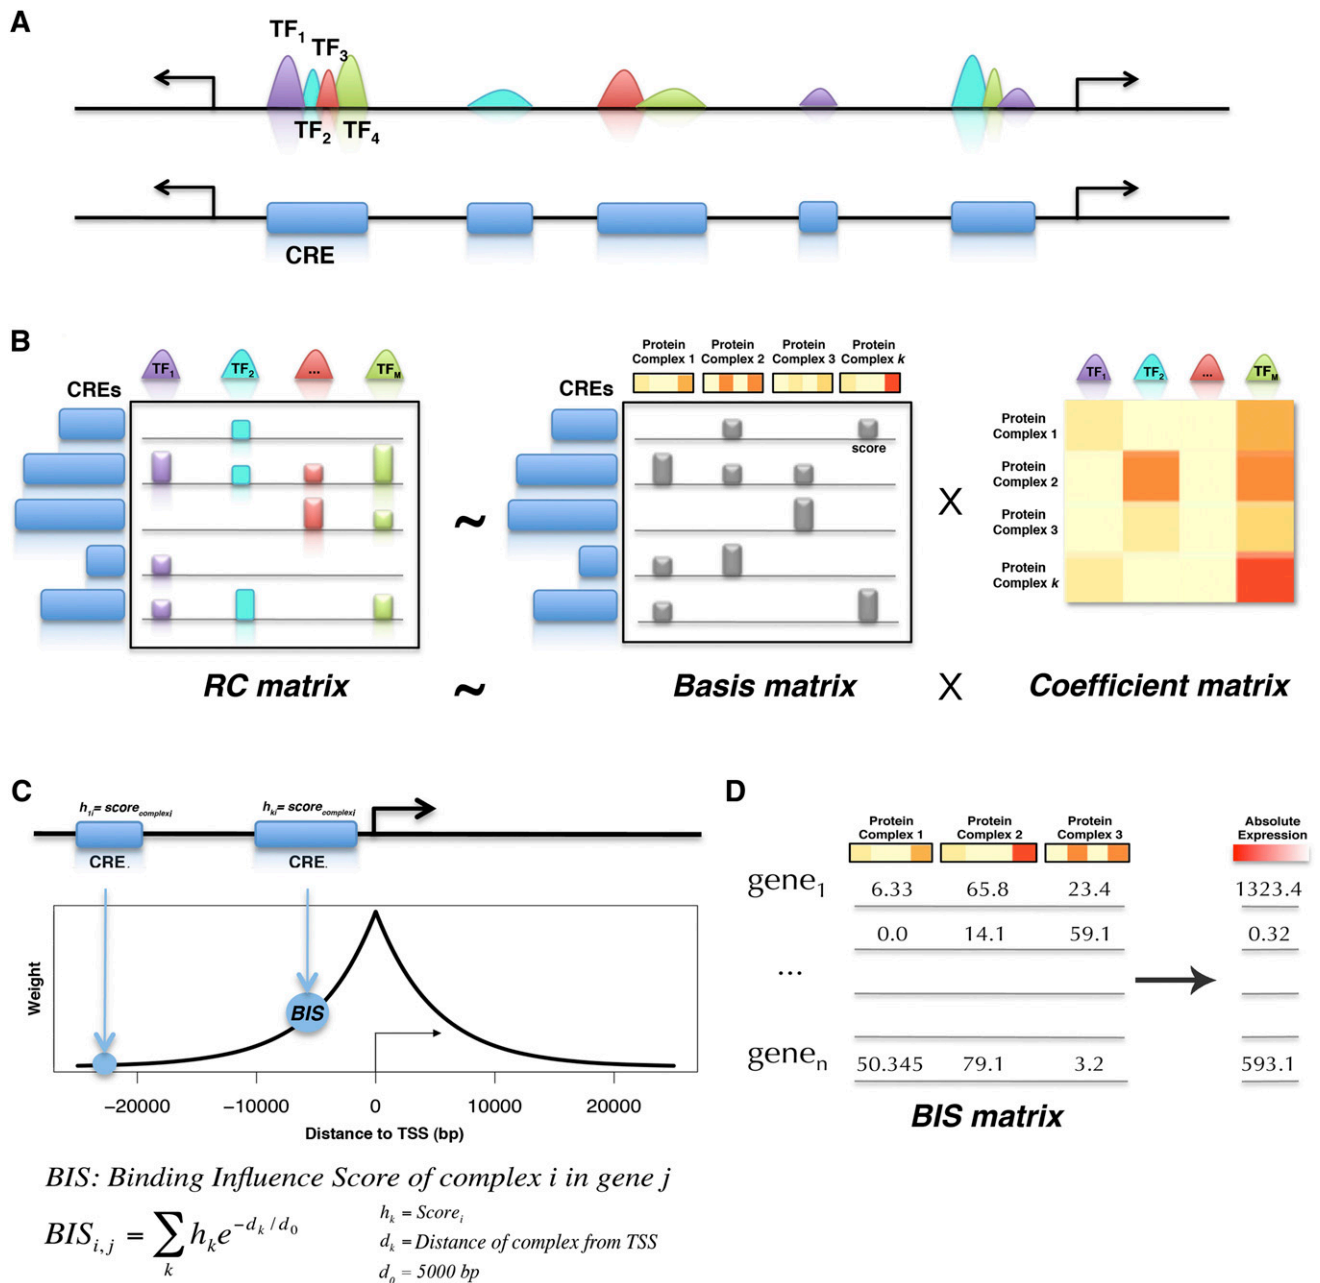 A
TF1
TF3
TF2
TF4
CRE
B
TF1 TF2 ... TFM
CREs
Protein Complex 1
Protein Complex 2
Protein Complex 3
Protein Complex k
CREs
score
~
X
TF1 TF2 ... TFM
Protein Complex 1
Protein Complex 2
Protein Complex 3
Protein Complex k
RC matrix ~ Basis matrix X Coefficient matrix
C
h1i= scorecomplexj
hki= scorecomplexj
CRE.
CRE.
Weight
BIS
−20000 −10000 0 10000 20000
Distance to TSS (bp)
BIS: Binding Influence Score of complex i in gene j
BISi,j = ∑k hk e^−dk / d0
hk = Scorei
dk = Distance of complex from TSS
d0 = 5000 bp
D
Protein Complex 1
Protein Complex 2
Protein Complex 3
Absolute Expression
gene1 6.33 65.8 23.4 1323.4
0.0 14.1 59.1 0.32
...
genen 50.345 79.1 3.2 593.1
BIS matrix